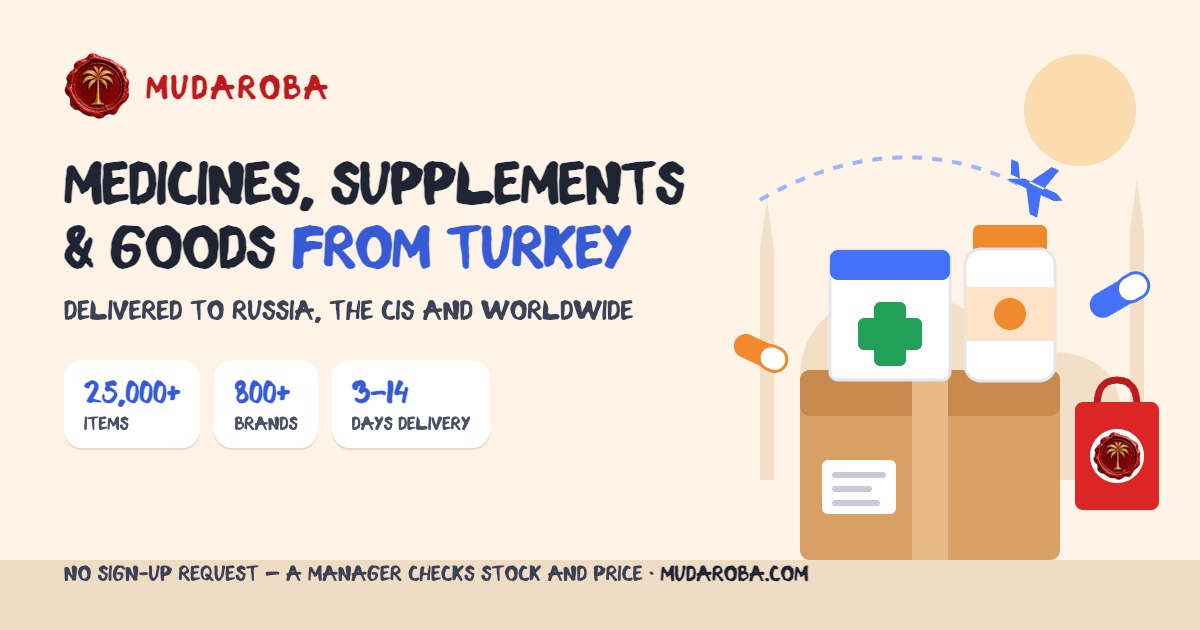 MUDAROBA
MEDICINES, SUPPLEMENTS
& GOODS FROM TURKEY
DELIVERED TO RUSSIA, THE CIS AND WORLDWIDE
25,000+
ITEMS
800+
BRANDS
3–14
DAYS DELIVERY
NO SIGN-UP REQUEST — A MANAGER CHECKS STOCK AND PRICE · MUDAROBA.COM